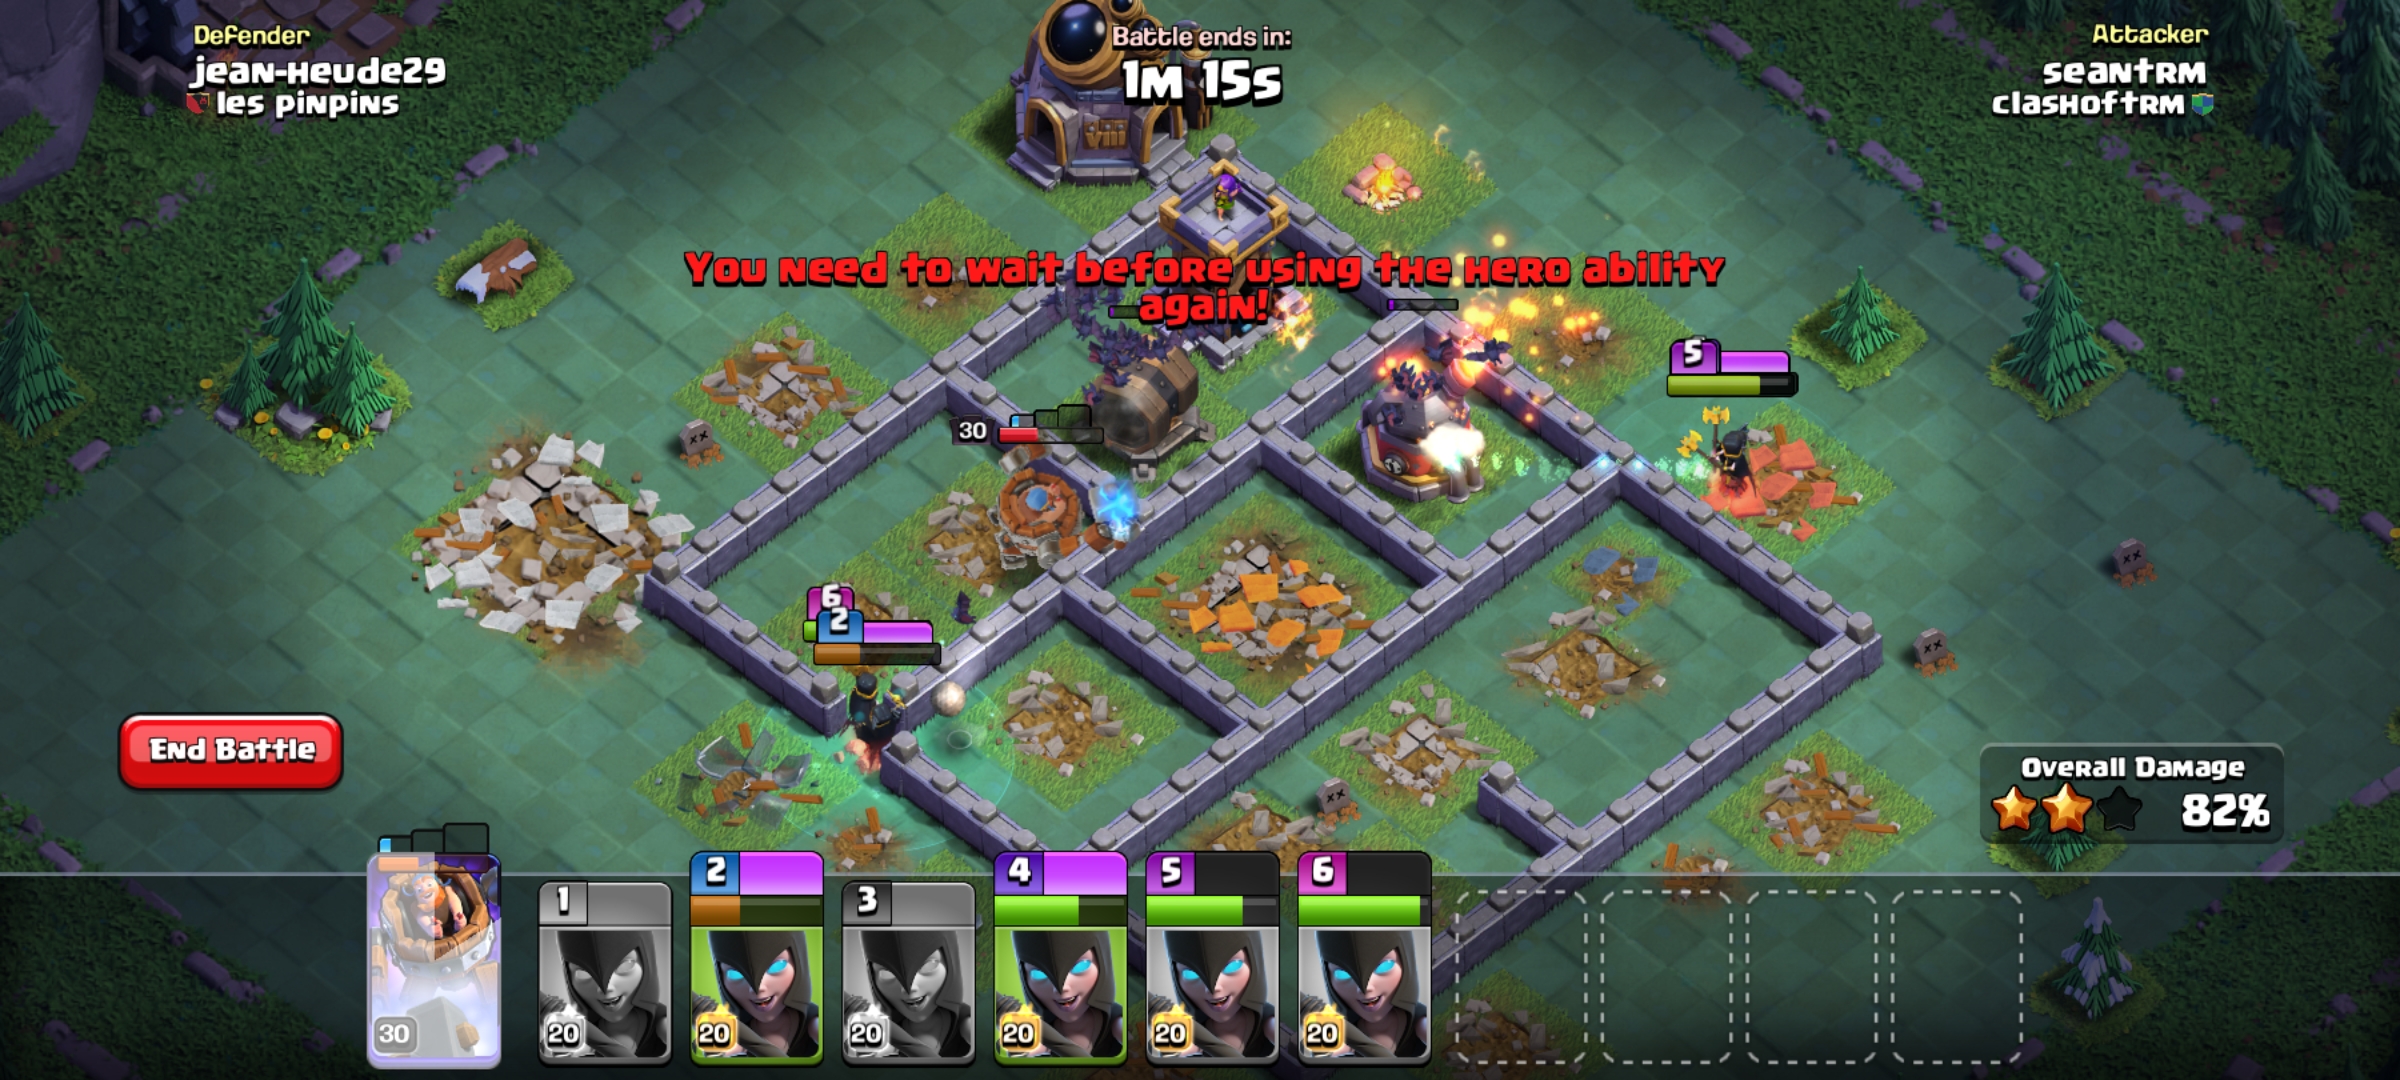 Defender
jean-Heude29
les pinpins
Battle ends in:
1M 15s
Attacker
seantRM
clashoftRM
VIII
You need to wait before using the Hero ability
again!
5
30
6
2
End Battle
Overall Damage
82%
30
1
20
2
20
3
20
4
20
5
20
6
20